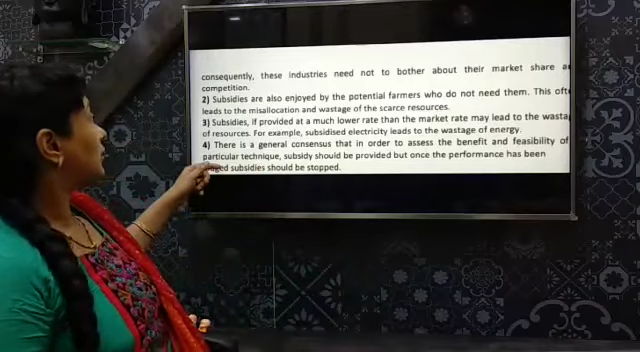 consequently, these industries need not to bother about their market share a
competition.
2) Subsidies are also enjoyed by the potential farmers who do not need them. This oft
leads to the misallocation and wastage of the scarce resources.
3) Subsidies, if provided at a much lower rate than the market rate may lead to the wasta
of resources. For example, subsidised electricity leads to the wastage of energy.
4) There is a general consensus that in order to assess the benefit and feasibility of
particular technique, subsidy should be provided but once the performance has been
subsidies should be stopped.